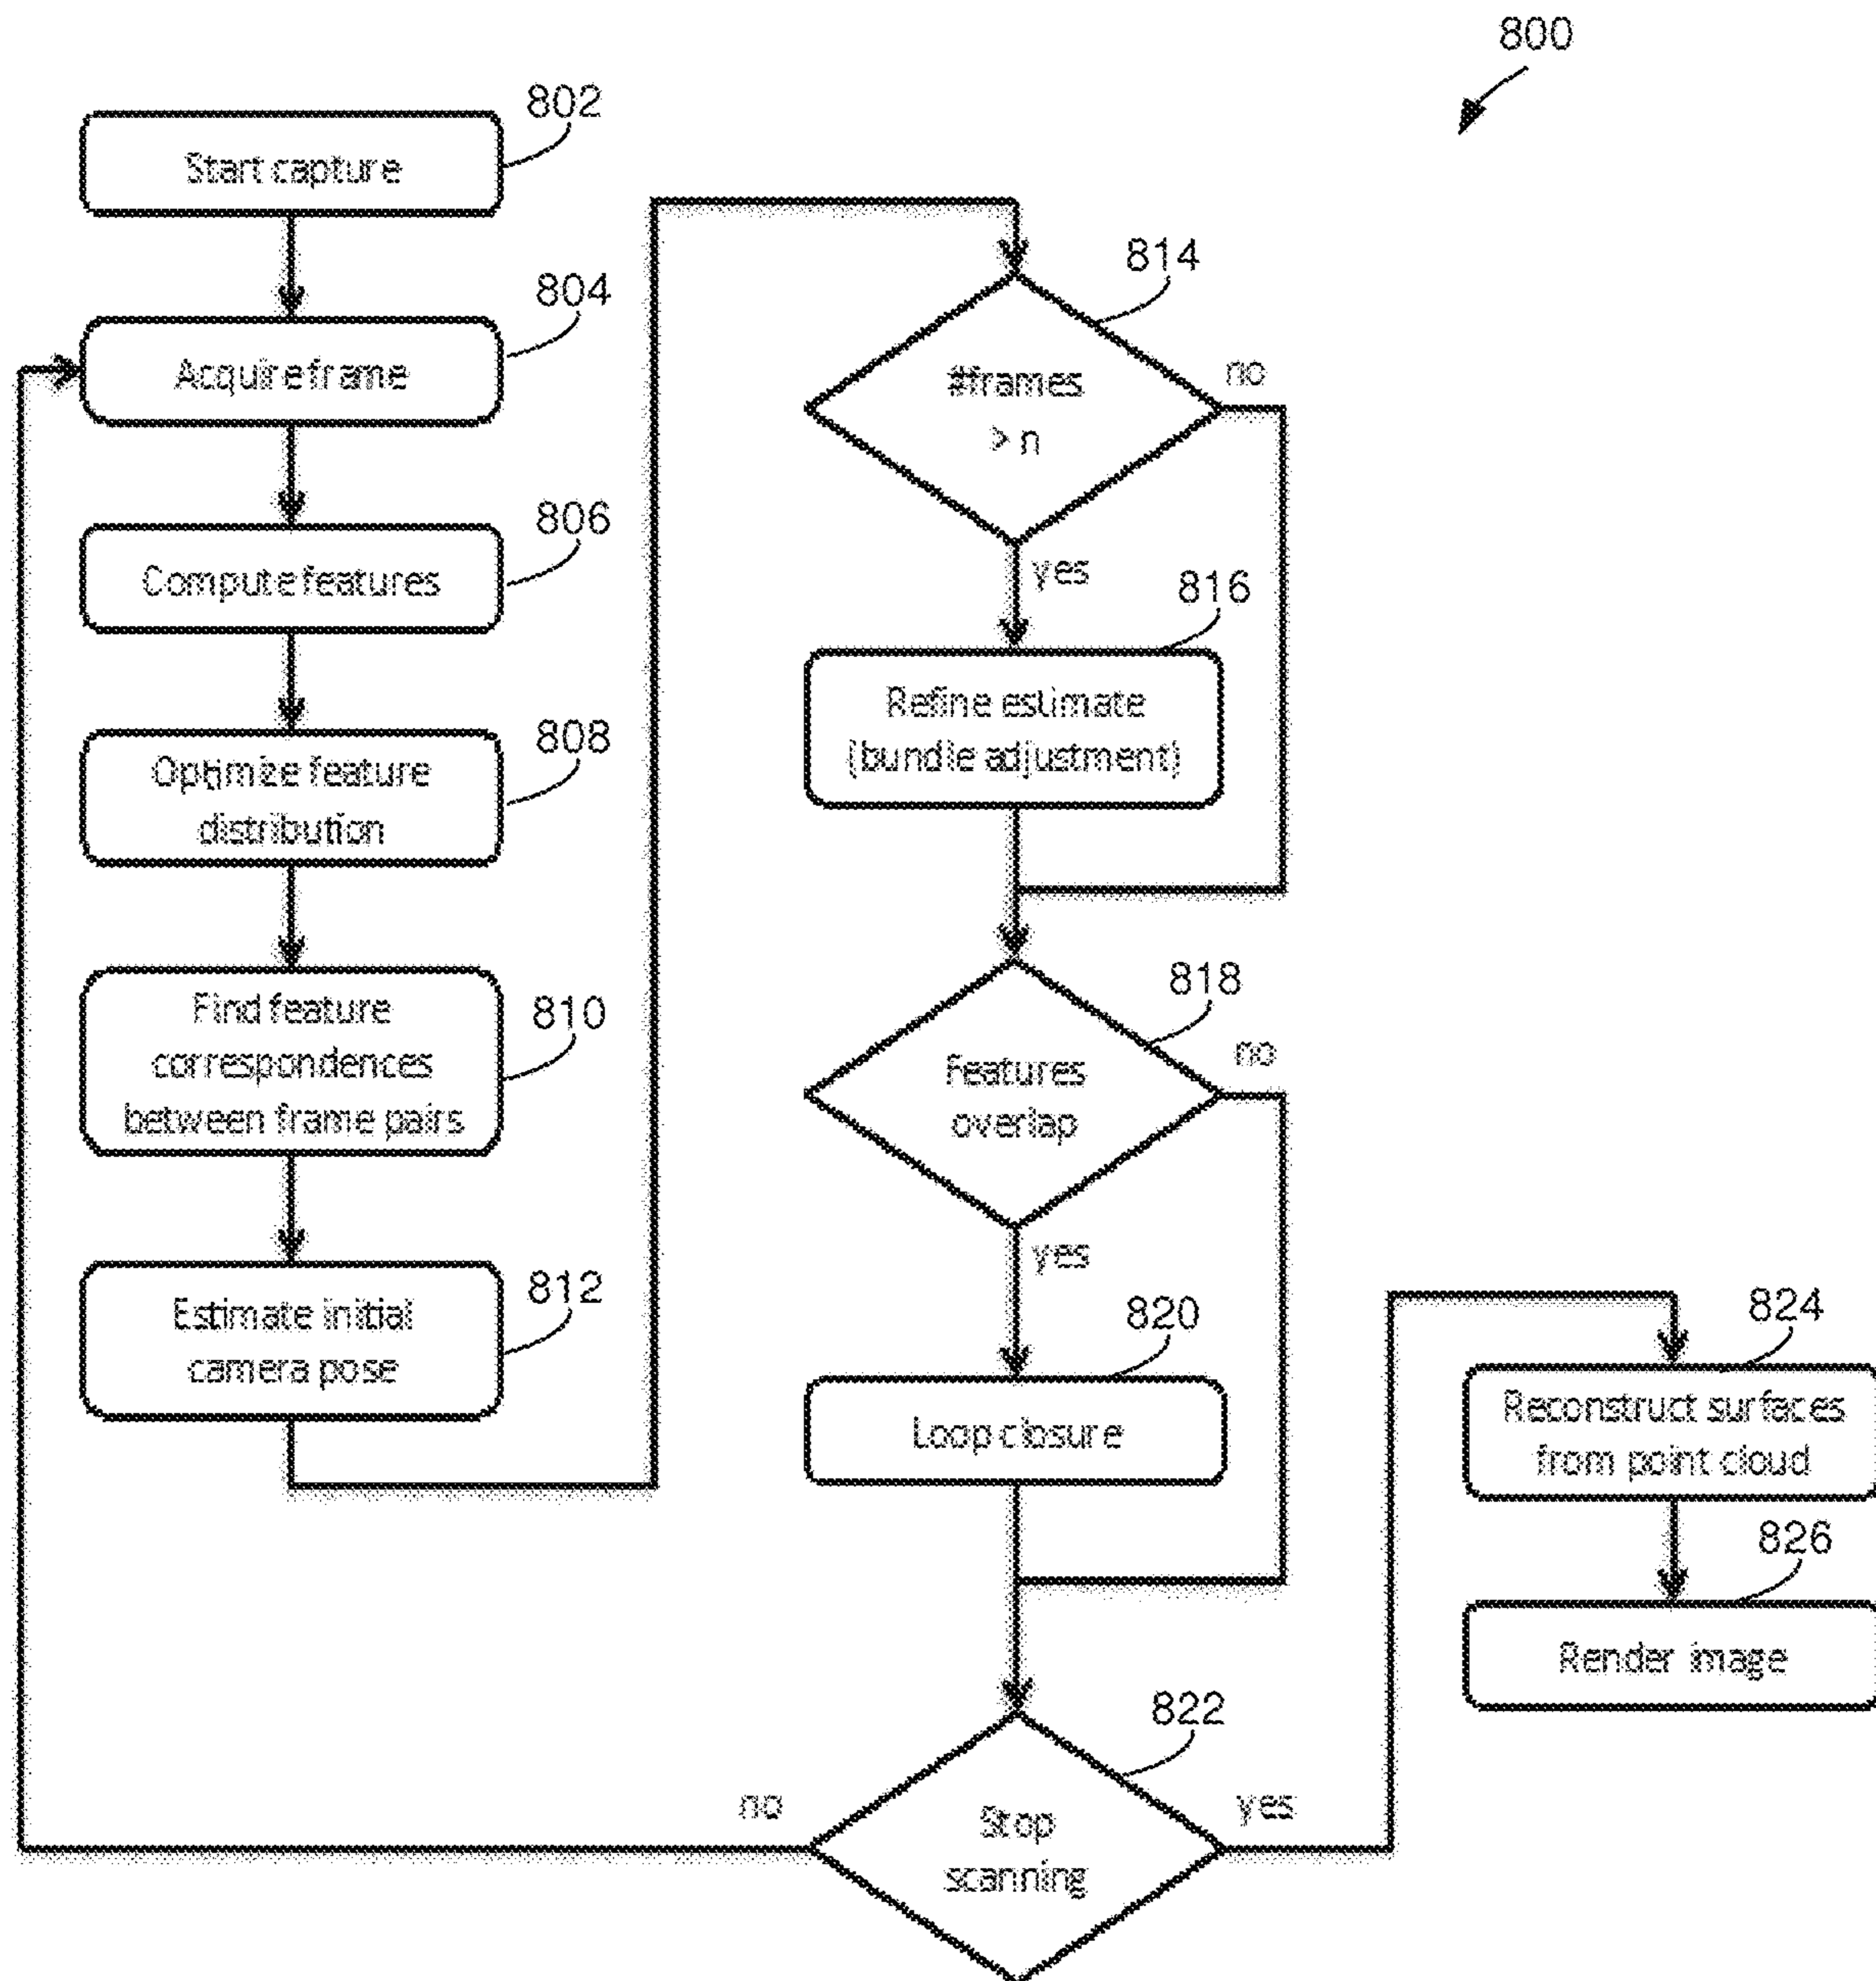 800
802
Start capture
804
Acquire frame
806
Compute features
808
Optimize feature
distribution
810
Find feature
correspondences
between frame pairs
812
Estimate initial
camera pose
814
#frames
> n
no
yes
816
Refine estimate
(bundle adjustment)
818
Features
overlap
no
yes
820
Loop closure
822
Stop
scanning
no
yes
824
Reconstruct surfaces
from point cloud
826
Render image